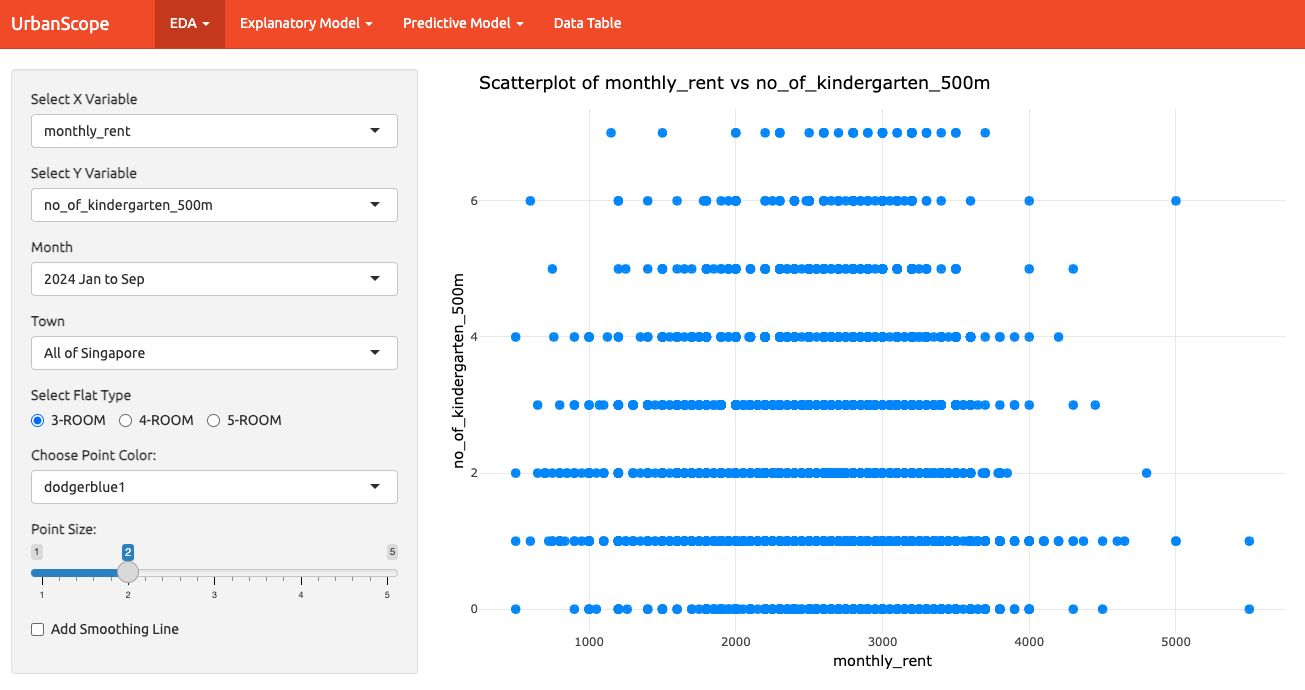 UrbanScope EDA Explanatory Model Predictive Model Data Table
Select X Variable
monthly_rent
Select Y Variable
no_of_kindergarten_500m
Month
2024 Jan to Sep
Town
All of Singapore
Select Flat Type
3-ROOM 4-ROOM 5-ROOM
Choose Point Color:
dodgerblue1
Point Size:
1 2 5
1 2 3 4 5
Add Smoothing Line
Scatterplot of monthly_rent vs no_of_kindergarten_500m
no_of_kindergarten_500m
6
4
2
0
1000 2000 3000 4000 5000
monthly_rent